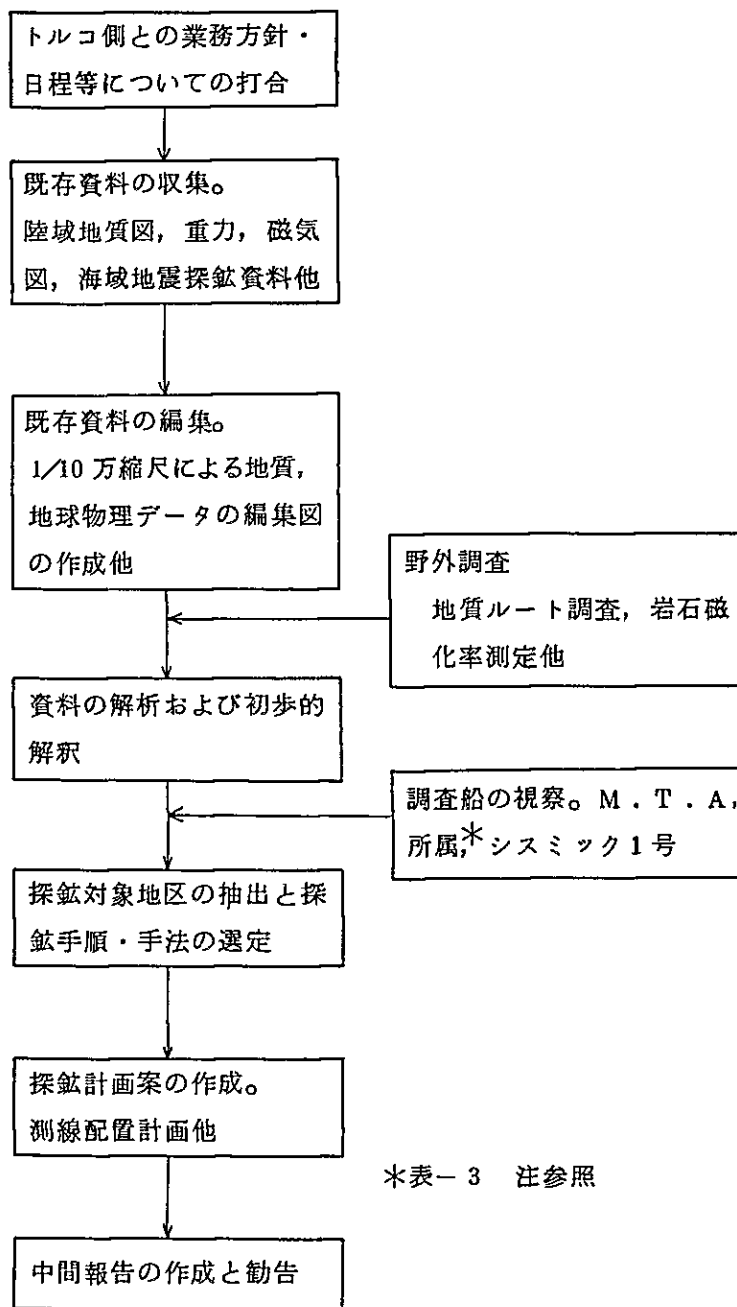 トルコ側との業務方針・
日程等についての打合
既存資料の収集。
陸域地質図，重力，磁気
図，海域地震探鉱資料他
既存資料の編集。
1/10 万縮尺による地質，
地球物理データの編集図
の作成他
野外調査
地質ルート調査，岩石磁
化率測定他
資料の解析および初歩的
解釈
調査船の視察。M．T．A，
所属，＊シスミック1号
探鉱対象地区の抽出と探
鉱手順・手法の選定
探鉱計画案の作成。
測線配置計画他
＊表－3　注参照
中間報告の作成と勧告